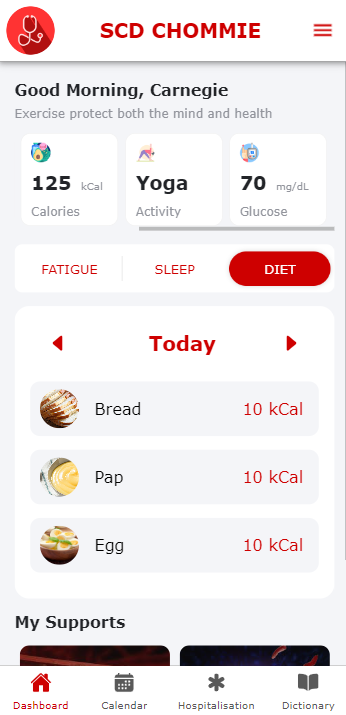 SCD CHOMMIE
Good Morning, Carnegie
Exercise protect both the mind and health
125 kCal
Calories
Yoga
Activity
70 mg/dL
Glucose
FATIGUE
SLEEP
DIET
Today
Bread 10 kCal
Pap 10 kCal
Egg 10 kCal
My Supports
Dashboard
Calendar
Hospitalisation
Dictionary